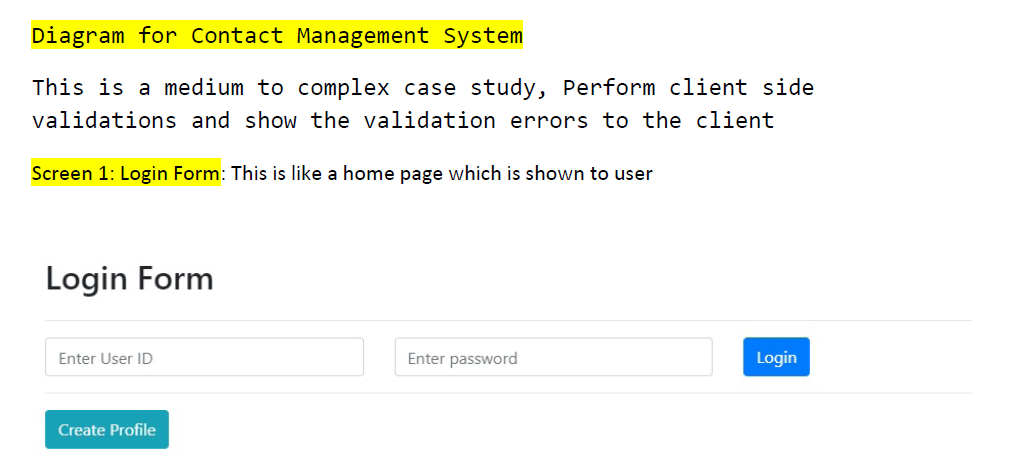 Diagram for Contact Management System
This is a medium to complex case study, Perform client side
validations and show the validation errors to the client
Screen 1: Login Form: This is like a home page which is shown to user
Login Form
Enter User ID
Enter password
Login
Create Profile